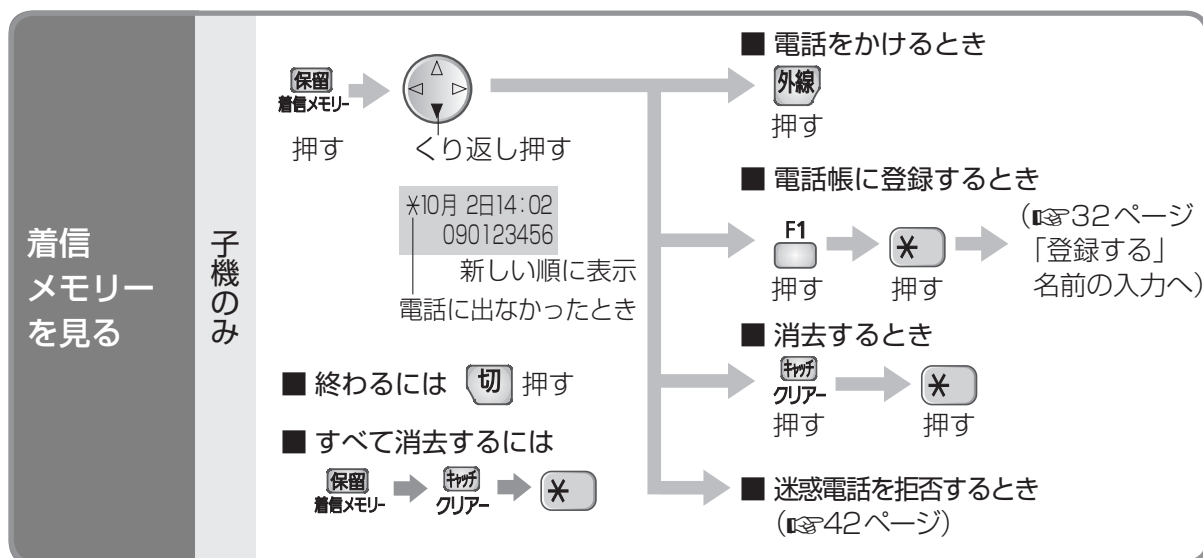 着信
メモリー
を見る
子機のみ
保留
着信メモリー
押す
くり返し押す
*10月 2日14:02
090123456
新しい順に表示
電話に出なかったとき
■ 終わるには 切 押す
■ すべて消去するには
保留 着信メモリー キャッチ クリアー *
■ 電話をかけるとき
外線
押す
■ 電話帳に登録するとき
F1 *
押す 押す
(☞32ページ
「登録する」
名前の入力へ)
■ 消去するとき
キャッチ
クリアー *
押す 押す
■ 迷惑電話を拒否するとき
(☞42ページ)